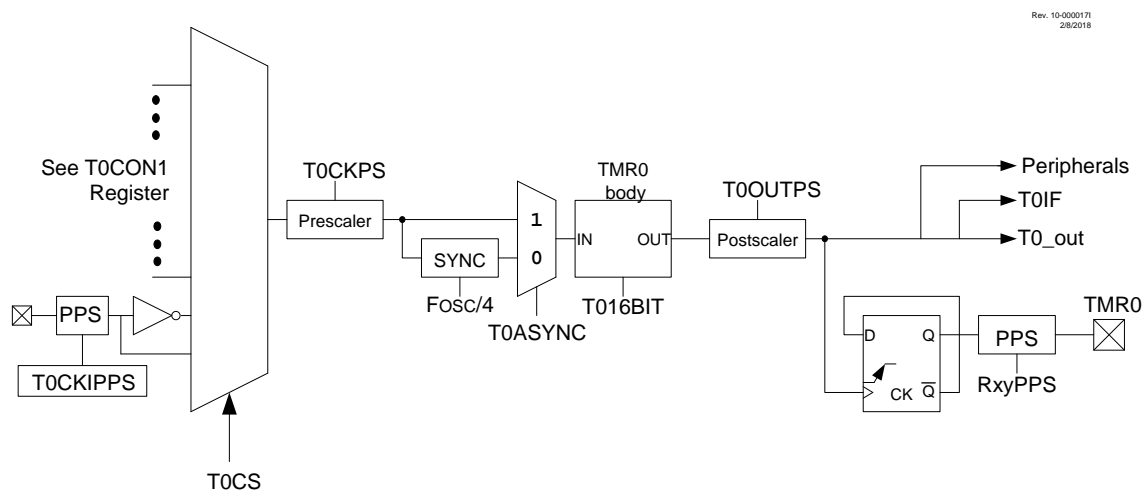 Rev. 10-000017I
2/8/2018
See T0CON1
Register
T0CKPS
TMR0
body
T0OUTPS
Peripherals
T0IF
T0_out
Prescaler
1
0
IN
OUT
Postscaler
SYNC
FOSC/4
T016BIT
T0ASYNC
PPS
T0CKIPPS
T0CS
D
Q
CK
Q
PPS
TMR0
RxyPPS